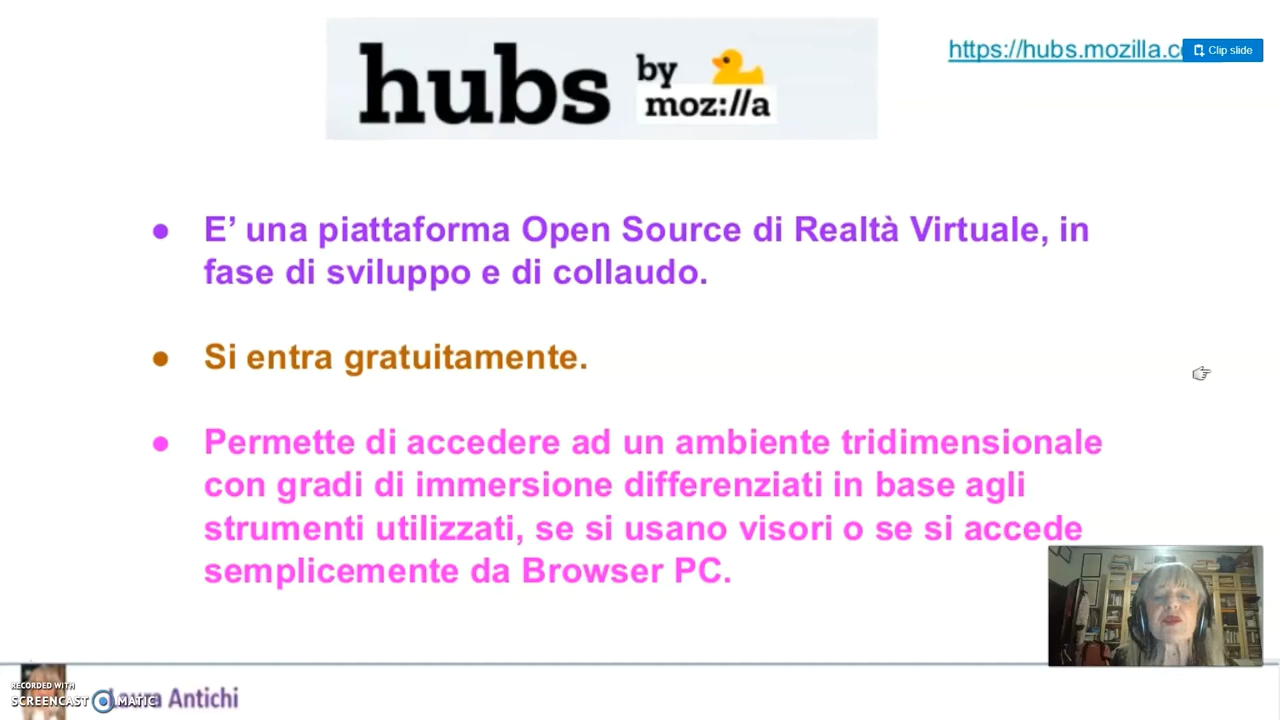 hubs by
moz://a
https://hubs.mozilla.c
Clip slide
● E’ una piattaforma Open Source di Realtà Virtuale, in
fase di sviluppo e di collaudo.
● Si entra gratuitamente.
● Permette di accedere ad un ambiente tridimensionale
con gradi di immersione differenziati in base agli
strumenti utilizzati, se si usano visori o se si accede
semplicemente da Browser PC.
RECORDED WITH
SCREENCAST MATIC
Laura Antichi